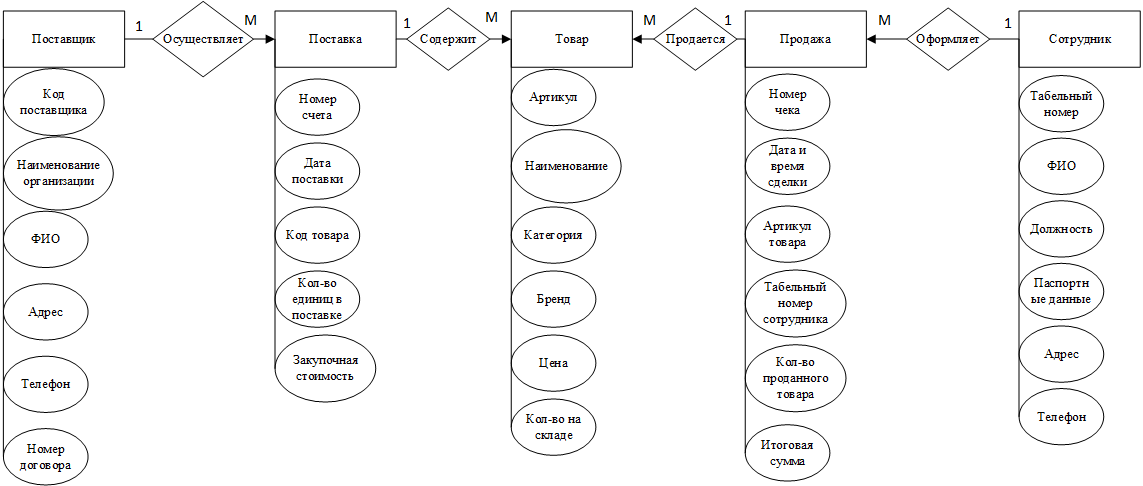 1
M
1
M
M
1
M
1
Поставщик
Осуществляет
Поставка
Содержит
Товар
Продается
Продажа
Оформляет
Сотрудник
Код
поставщика
Наименование
организации
ФИО
Адрес
Телефон
Номер
договора
Номер
счета
Дата
поставки
Код товара
Кол-во
единиц в
поставке
Закупочная
стоимость
Артикул
Наименование
Категория
Бренд
Цена
Кол-во на
складе
Номер
чека
Дата и
время
сделки
Артикул
товара
Табельный
номер
сотрудника
Кол-во
проданного
товара
Итоговая
сумма
Табельный
номер
ФИО
Должность
Паспортн
ые данные
Адрес
Телефон